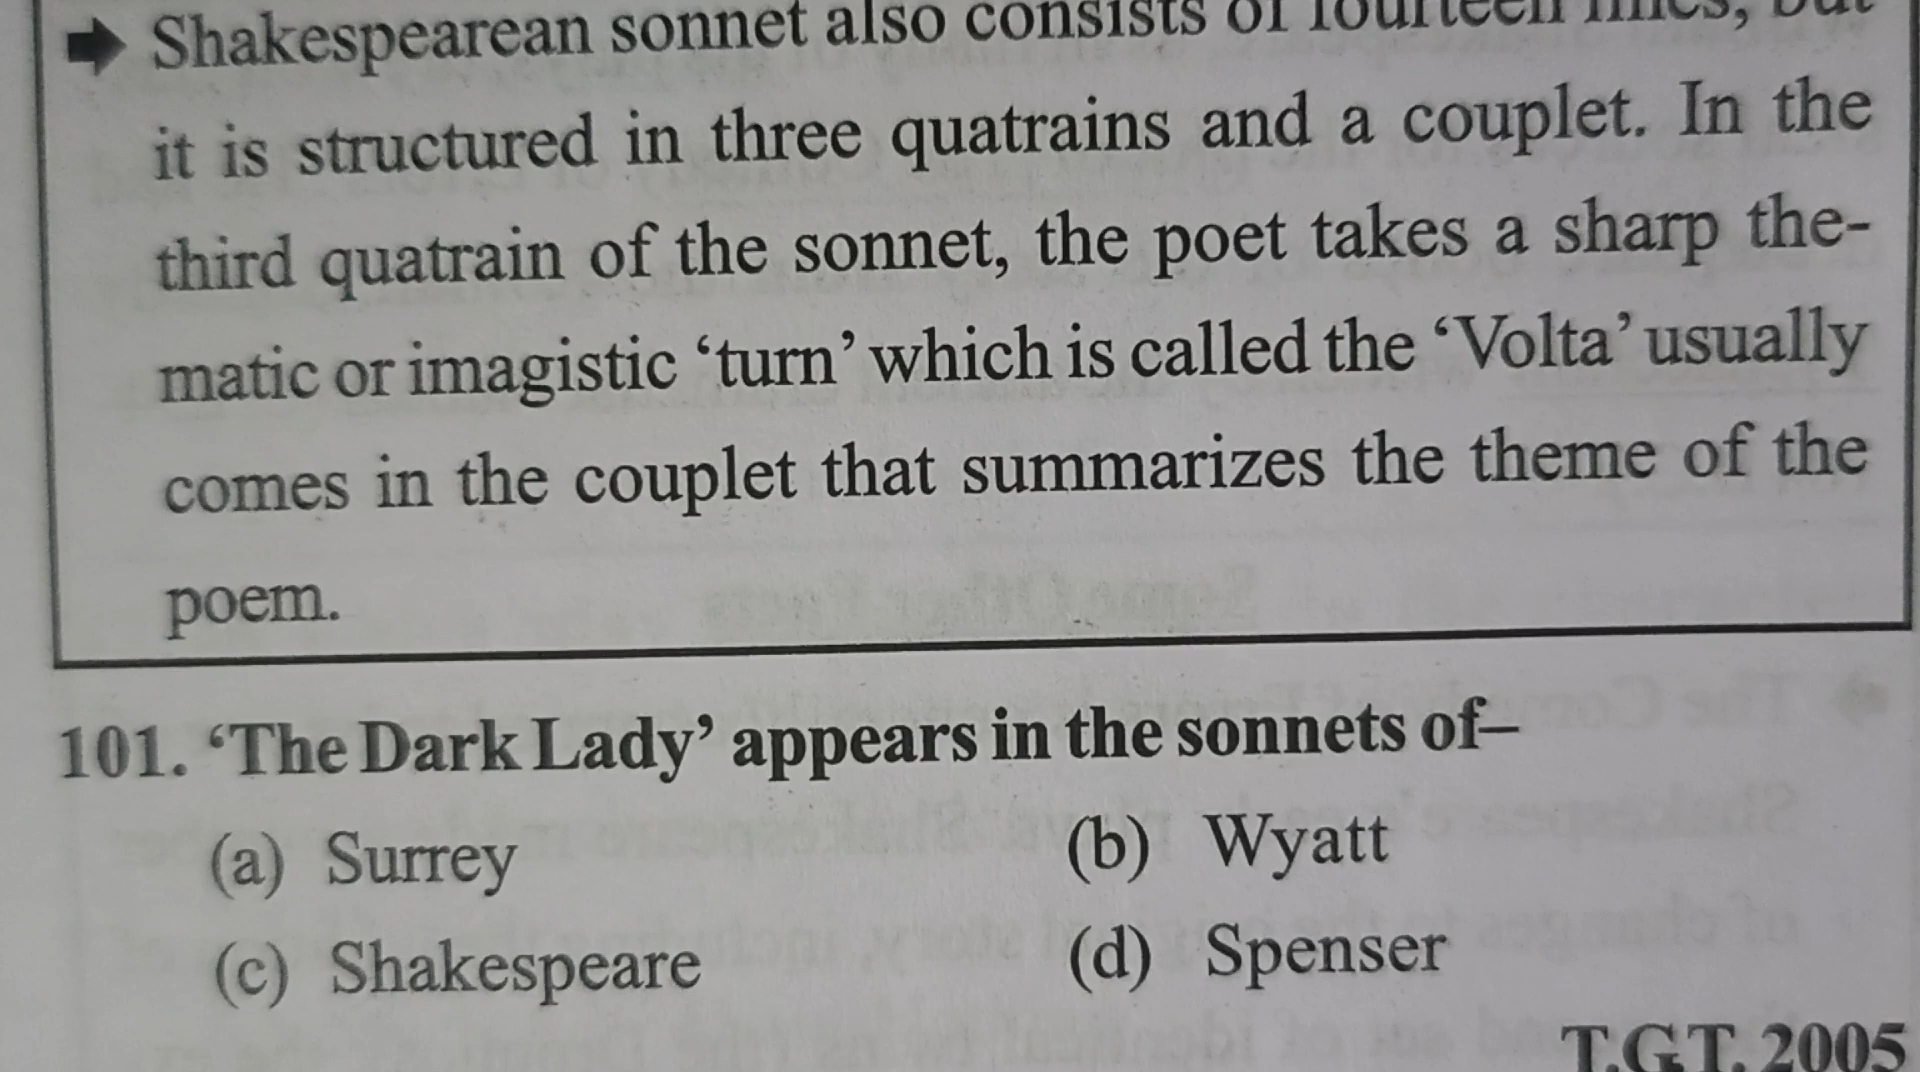 Shakespearean sonnet also consists of fourteen lines, but
it is structured in three quatrains and a couplet. In the
third quatrain of the sonnet, the poet takes a sharp the-
matic or imagistic ‘turn’ which is called the ‘Volta’ usually
comes in the couplet that summarizes the theme of the
poem.
101. ‘The Dark Lady’ appears in the sonnets of–
(a) Surrey (b) Wyatt
(c) Shakespeare (d) Spenser
T.G.T. 2005